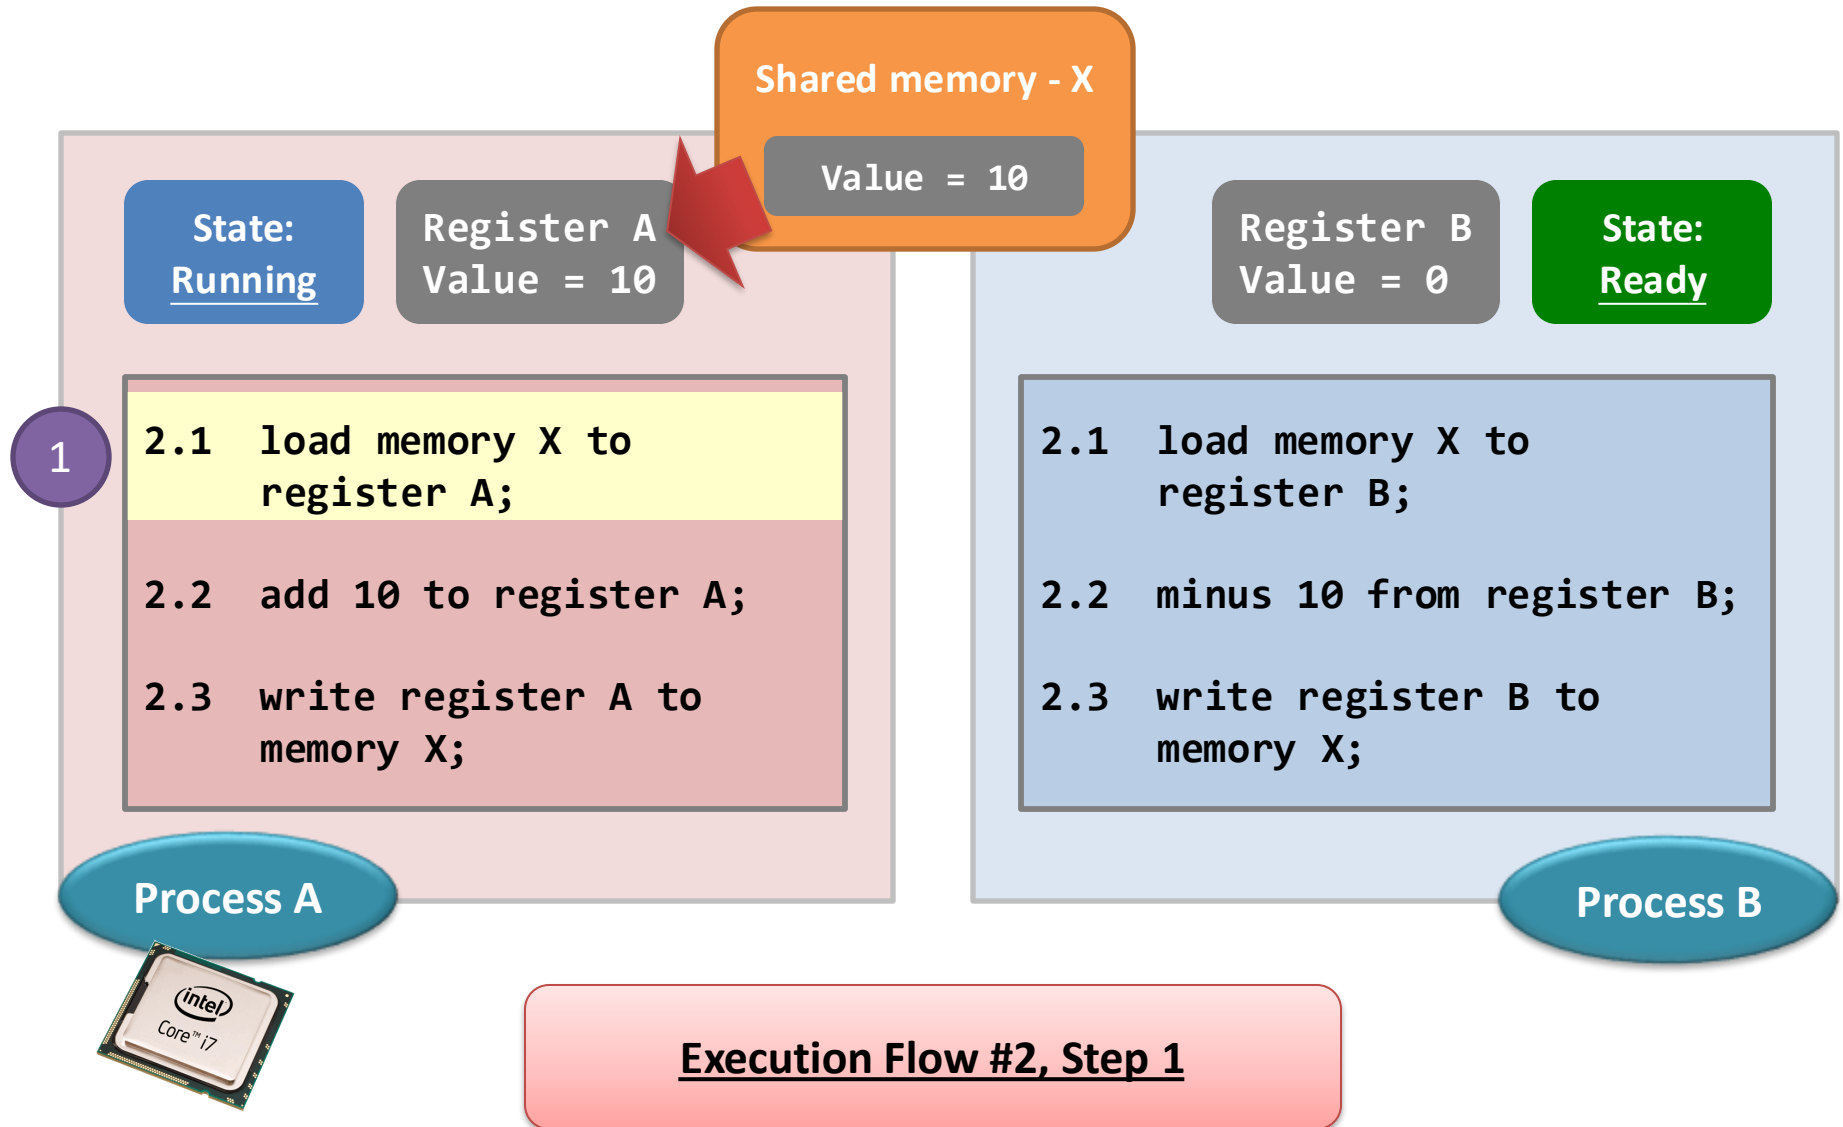 Shared memory - X
Value = 10
State:
Running
Register A
Value = 10
Register B
Value = 0
State:
Ready
1
2.1 load memory X to
register A;
2.2 add 10 to register A;
2.3 write register A to
memory X;
2.1 load memory X to
register B;
2.2 minus 10 from register B;
2.3 write register B to
memory X;
Process A
Process B
intel
Core™ i7
Execution Flow #2, Step 1